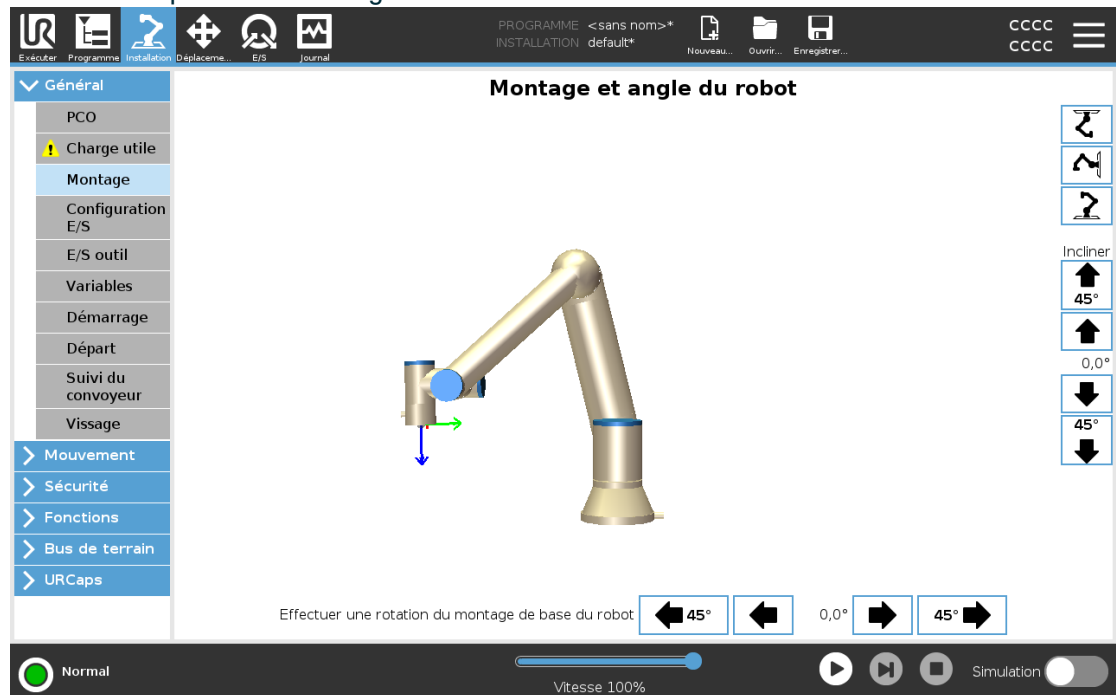 PROGRAMME <sans nom>*
INSTALLATION default*
Nouveau...
Ouvrir...
Enregistrer...
CCCC
CCCC
UR
Exécuter
Programme
Installation
Déplaceme...
E/S
Journal
Général
PCO
Charge utile
Montage
Configuration
E/S
E/S outil
Variables
Démarrage
Départ
Suivi du
convoyeur
Vissage
Mouvement
Sécurité
Fonctions
Bus de terrain
URCaps
Montage et angle du robot
Incliner
45°
0,0°
45°
Effectuer une rotation du montage de base du robot
45°
0,0°
45°
Normal
Vitesse 100%
Simulation